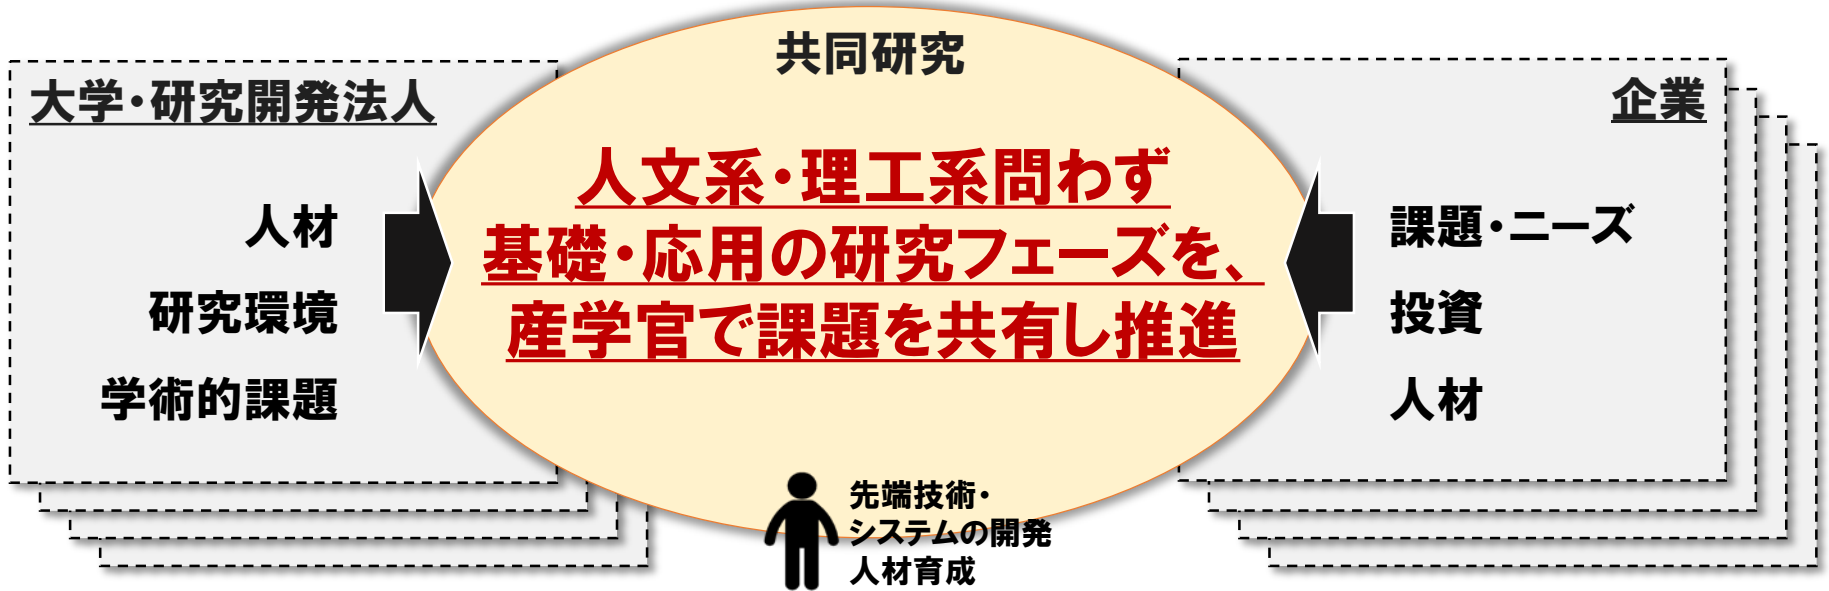 共同研究
大学・研究開発法人
人材
研究環境
学術的課題
人文系・理工系問わず
基礎・応用の研究フェーズを、
産学官で課題を共有し推進
企業
課題・ニーズ
投資
人材
先端技術・
システムの開発
人材育成